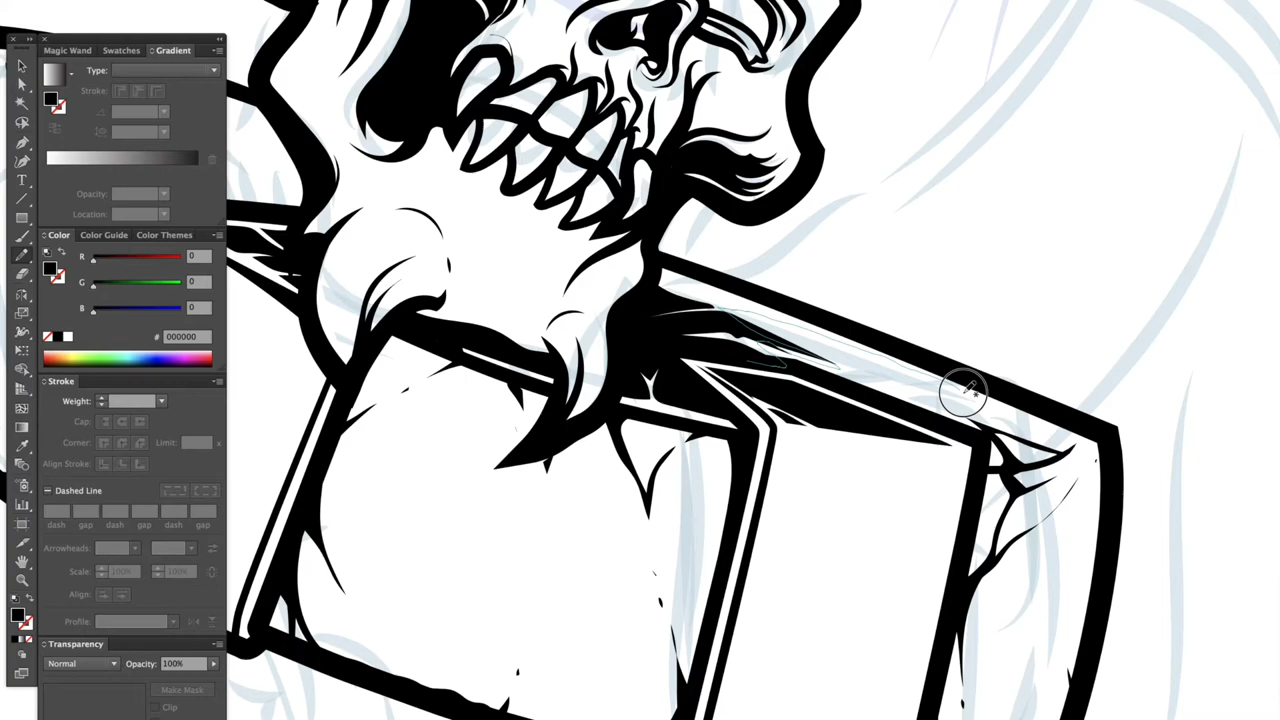 Magic Wand Swatches Gradient
Type:
Stroke:
Opacity:
Location:
Color Color Guide Color Themes
R 0
G 0
B 0
# 000000
Stroke
Weight:
Cap:
Corner: Limit: x
Align Stroke:
Dashed Line
dash gap dash gap dash gap
Arrowheads:
Scale: 100% 100%
Align:
Profile:
Transparency
Normal Opacity: 100%
Make Mask
Clip